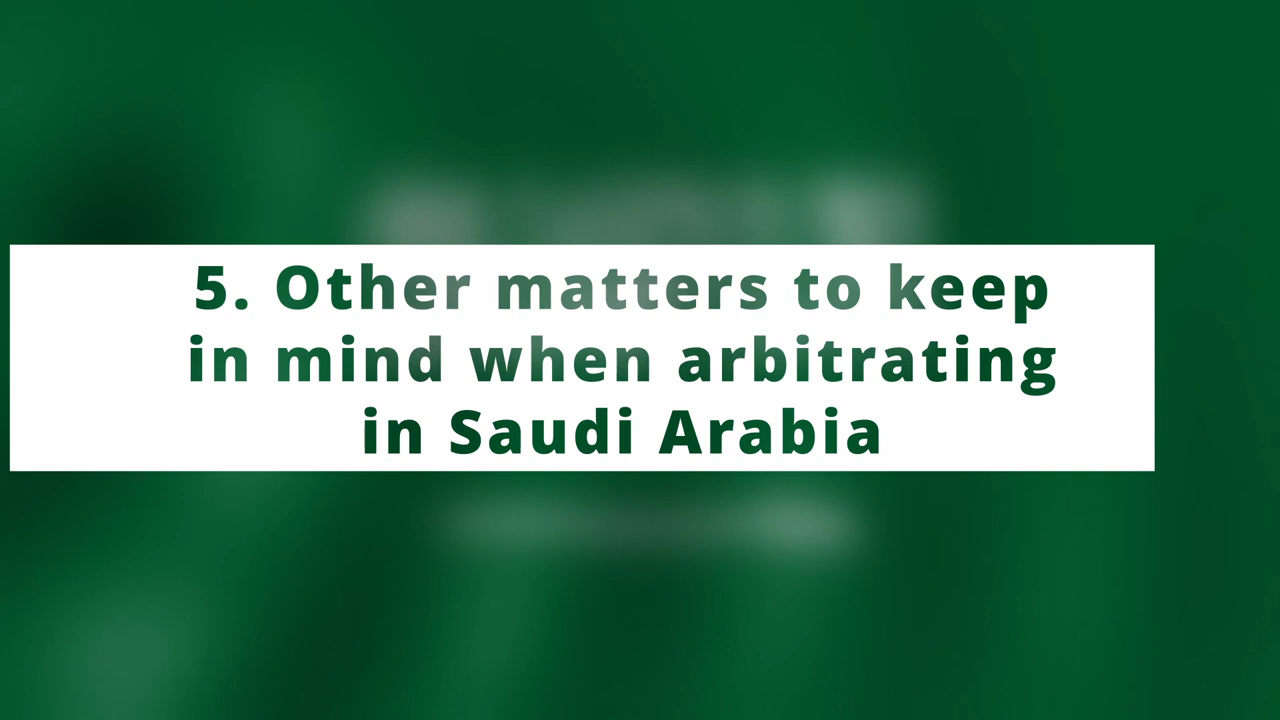 5. Other matters to keep
in mind when arbitrating
in Saudi Arabia